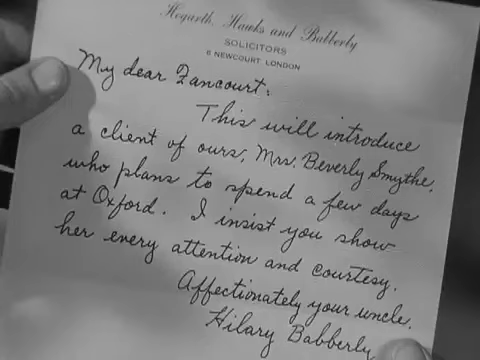 Hogarth, Hawks and Babberly
SOLICITORS
6 NEWCOURT LONDON
My dear Fancourt:
This will introduce
a client of ours, Mrs. Beverly Smythe,
who plans to spend a few days
at Oxford. I insist you show
her every attention and courtesy.
Affectionately your uncle,
Hilary Babberly